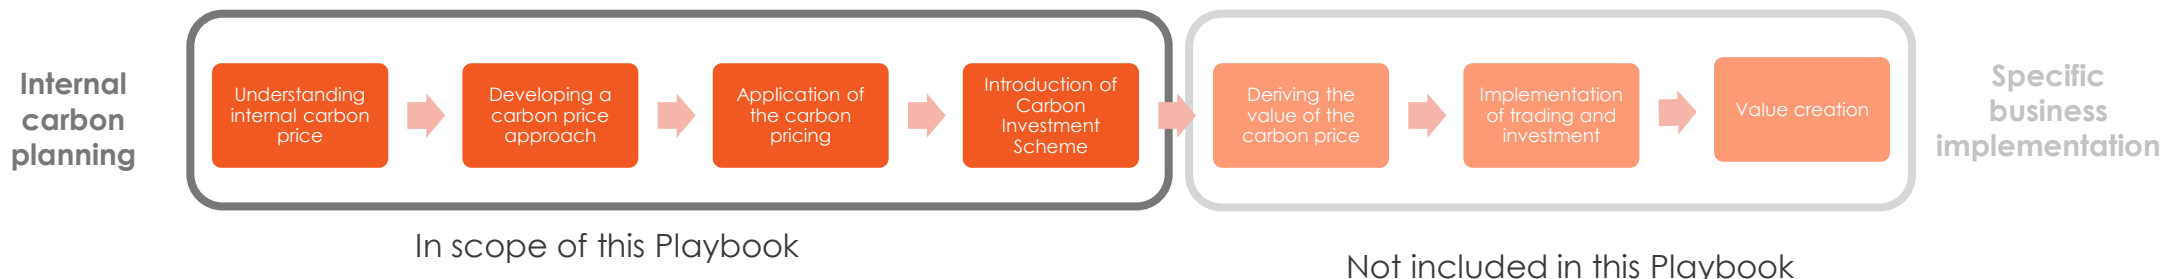 Internal
carbon
planning
Understanding
internal carbon
price
Developing a
carbon price
approach
Application of
the carbon
pricing
Introduction of
Carbon
Investment
Scheme
Deriving the
value of the
carbon price
Implementation
of trading and
investment
Value creation
Specific
business
implementation
In scope of this Playbook
Not included in this Playbook